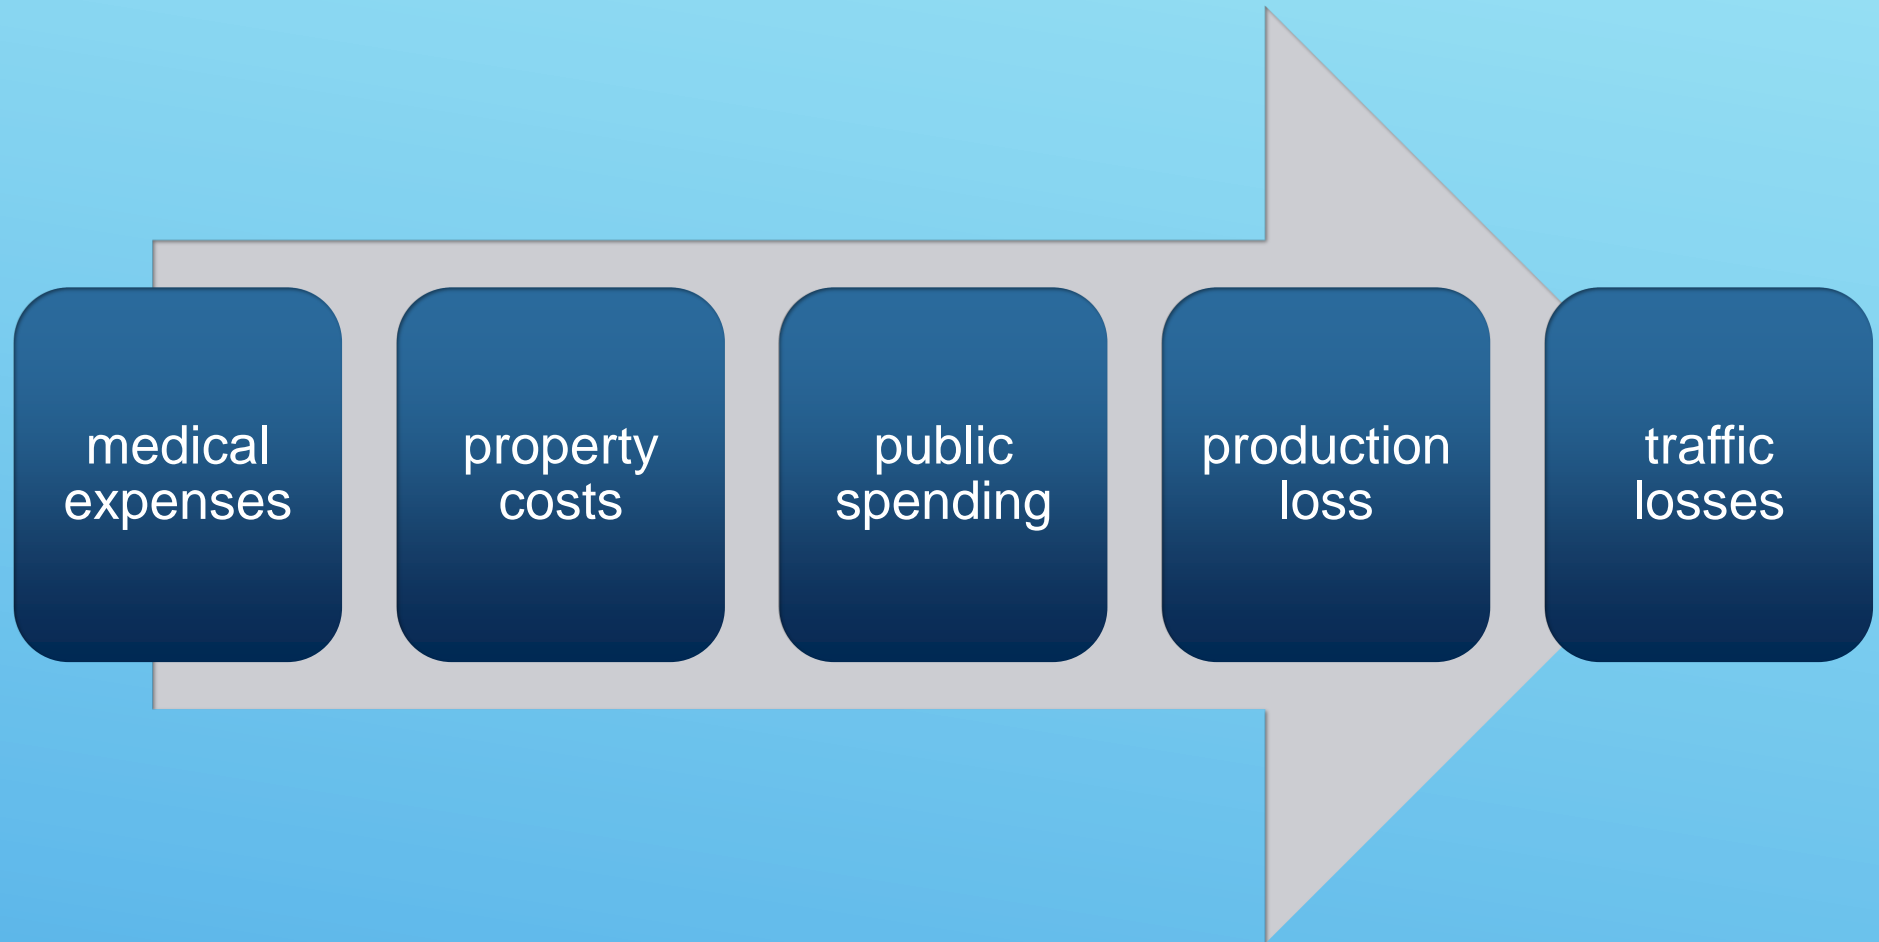 medical
expenses
property
costs
public
spending
production
loss
traffic
losses